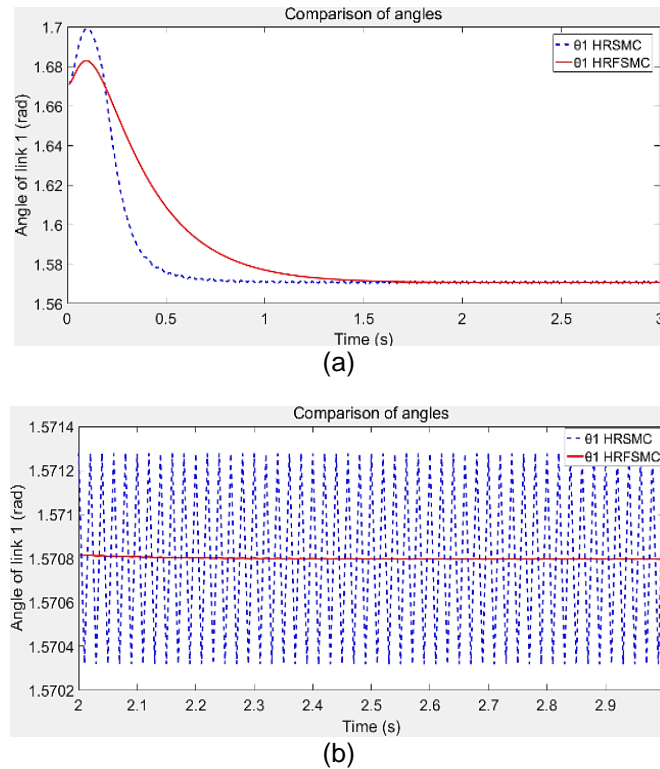 Comparison of angles
1.7
1.68
1.66
1.64
1.62
1.6
1.58
1.56
Angle of link 1 (rad)
θ1 HRSMC
θ1 HRFSMC
0 0.5 1 1.5 2 2.5 3
Time (s)
(a)
Comparison of angles
1.5714
1.5712
1.571
1.5708
1.5706
1.5704
1.5702
Angle of link 1 (rad)
θ1 HRSMC
θ1 HRFSMC
2 2.1 2.2 2.3 2.4 2.5 2.6 2.7 2.8 2.9
Time (s)
(b)